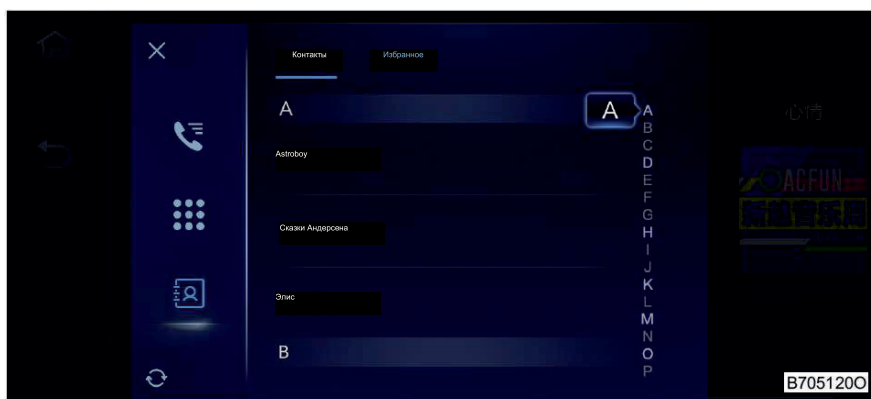 Контакты
Избранное
A
A
Astroboy
Сказки Андерсена
Элис
B
A
B
C
D
E
F
G
H
I
J
K
L
M
N
O
P
心情
ACFUN
B705120O